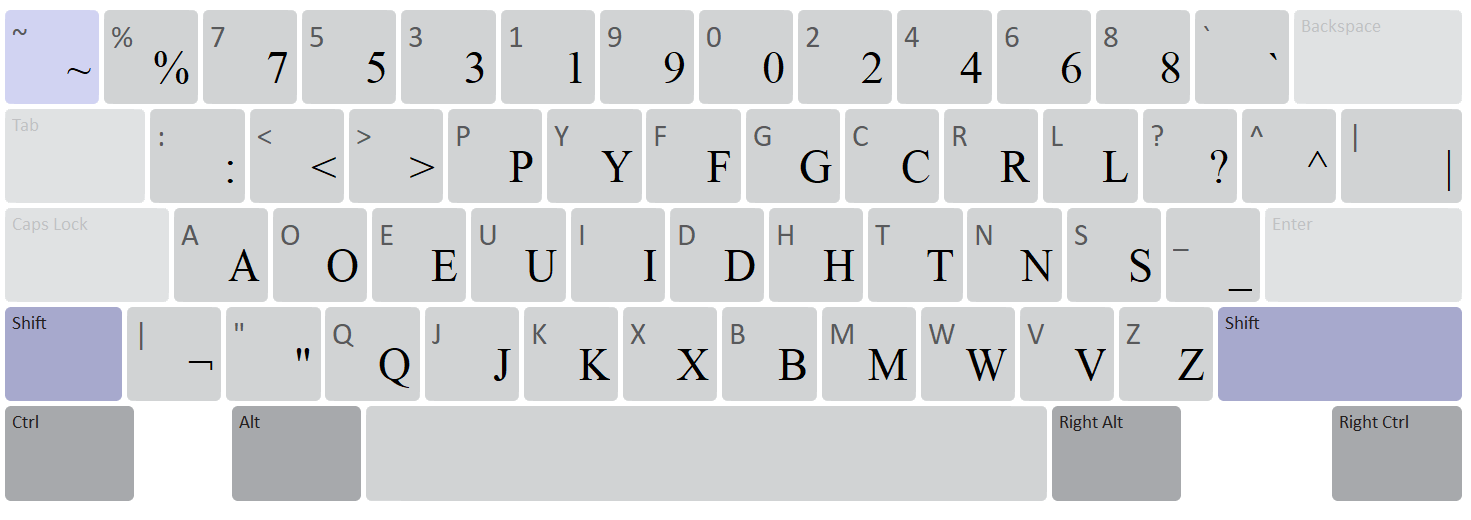 ~ ~ % % 7 7 5 5 3 3 1 1 9 9 0 0 2 2 4 4 6 6 8 8 ` ` Backspace
Tab : : < < > > P P Y Y F F G G C C R R L L ? ? ^ ^ | |
Caps Lock A A O O E E U U I I D D H H T T N N S S _ _ Enter
Shift | ¬ " " Q Q J J K K X X B B M M W W V V Z Z Shift
Ctrl Alt Right Alt Right Ctrl